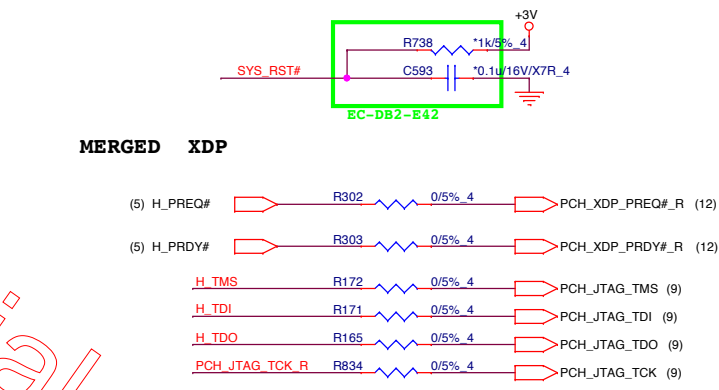 +3V
R738 *1k/5%_4
SYS_RST# C593 *0.1u/16V/X7R_4
EC-DB2-E42
MERGED XDP
(5) H_PREQ# R302 0/5%_4 PCH_XDP_PREQ#_R (12)
(5) H_PRDY# R303 0/5%_4 PCH_XDP_PRDY#_R (12)
H_TMS R172 0/5%_4 PCH_JTAG_TMS (9)
H_TDI R171 0/5%_4 PCH_JTAG_TDI (9)
H_TDO R165 0/5%_4 PCH_JTAG_TDO (9)
PCH_JTAG_TCK_R R834 0/5%_4 PCH_JTAG_TCK (9)